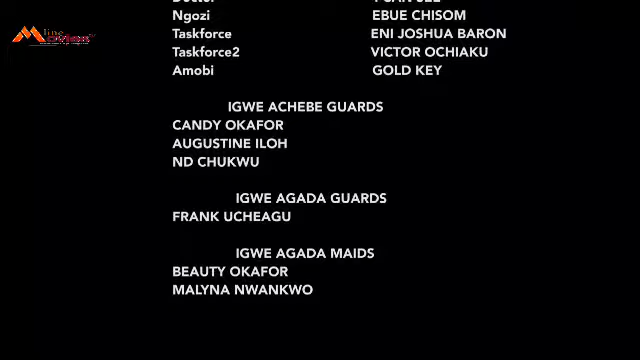 Ngozi EBUE CHISOM
Taskforce ENI JOSHUA BARON
Taskforce2 VICTOR OCHIAKU
Amobi GOLD KEY
IGWE ACHEBE GUARDS
CANDY OKAFOR
AUGUSTINE ILOH
ND CHUKWU
IGWE AGADA GUARDS
FRANK UCHEAGU
IGWE AGADA MAIDS
BEAUTY OKAFOR
MALYNA NWANKWO